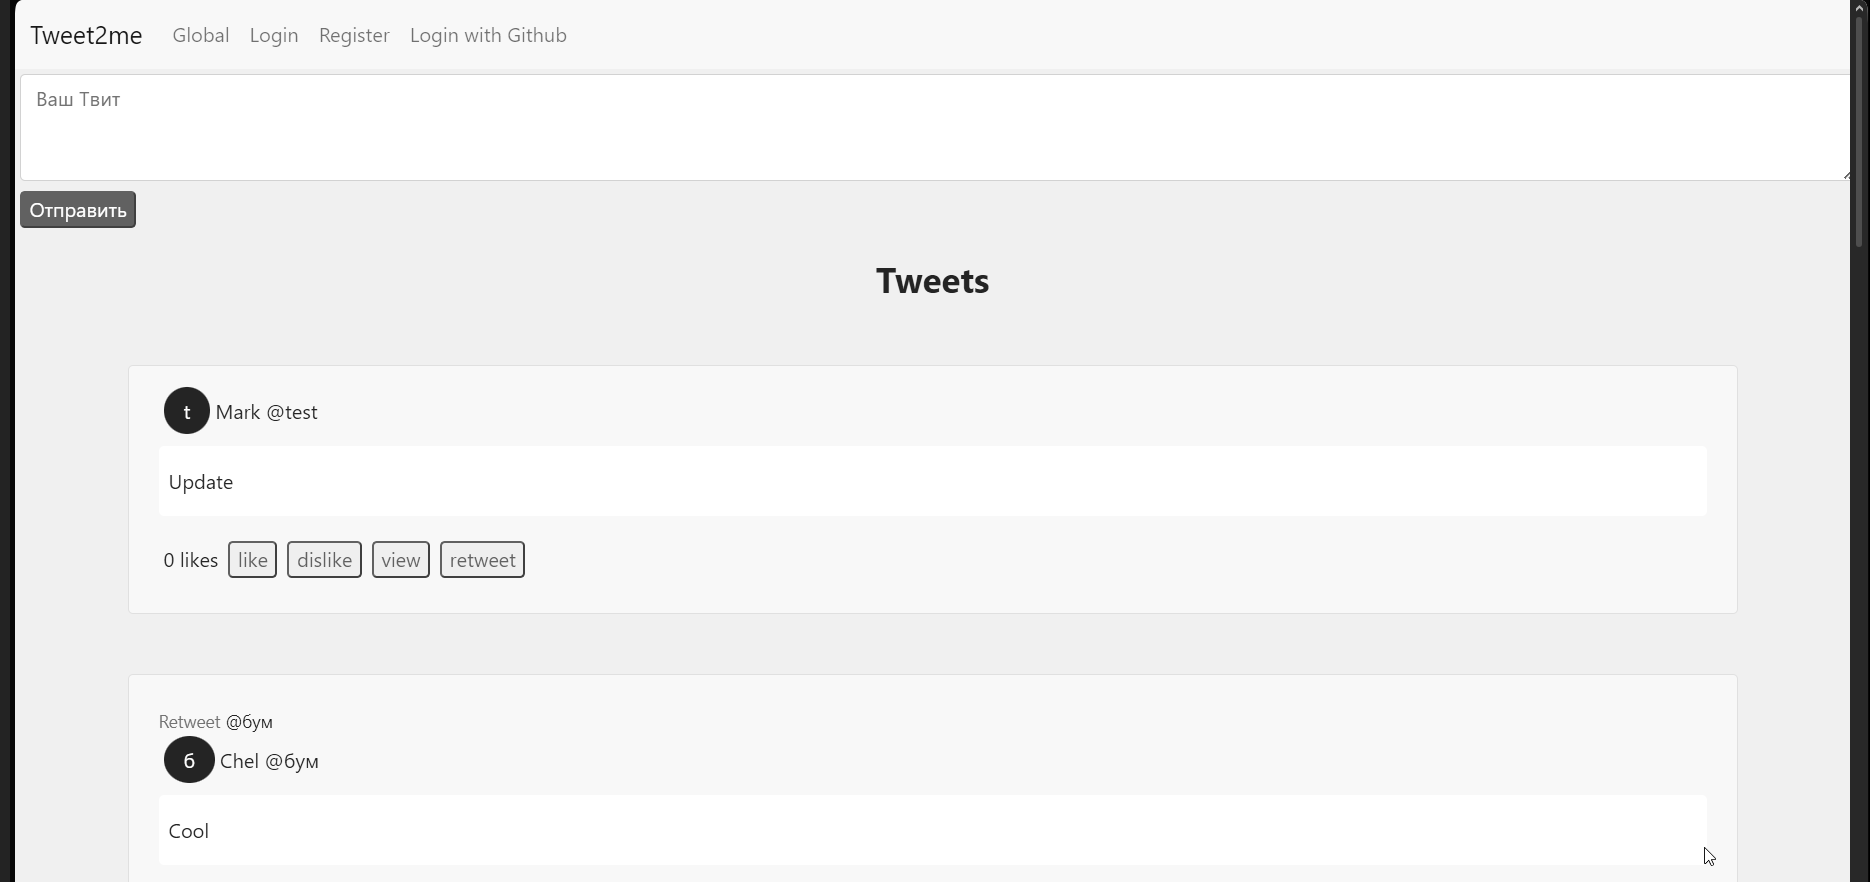 Tweet2me Global Login Register Login with Github
Ваш Твит
Отправить
Tweets
t Mark @test
Update
0 likes like dislike view retweet
Retweet @бум
б Chel @бум
Cool